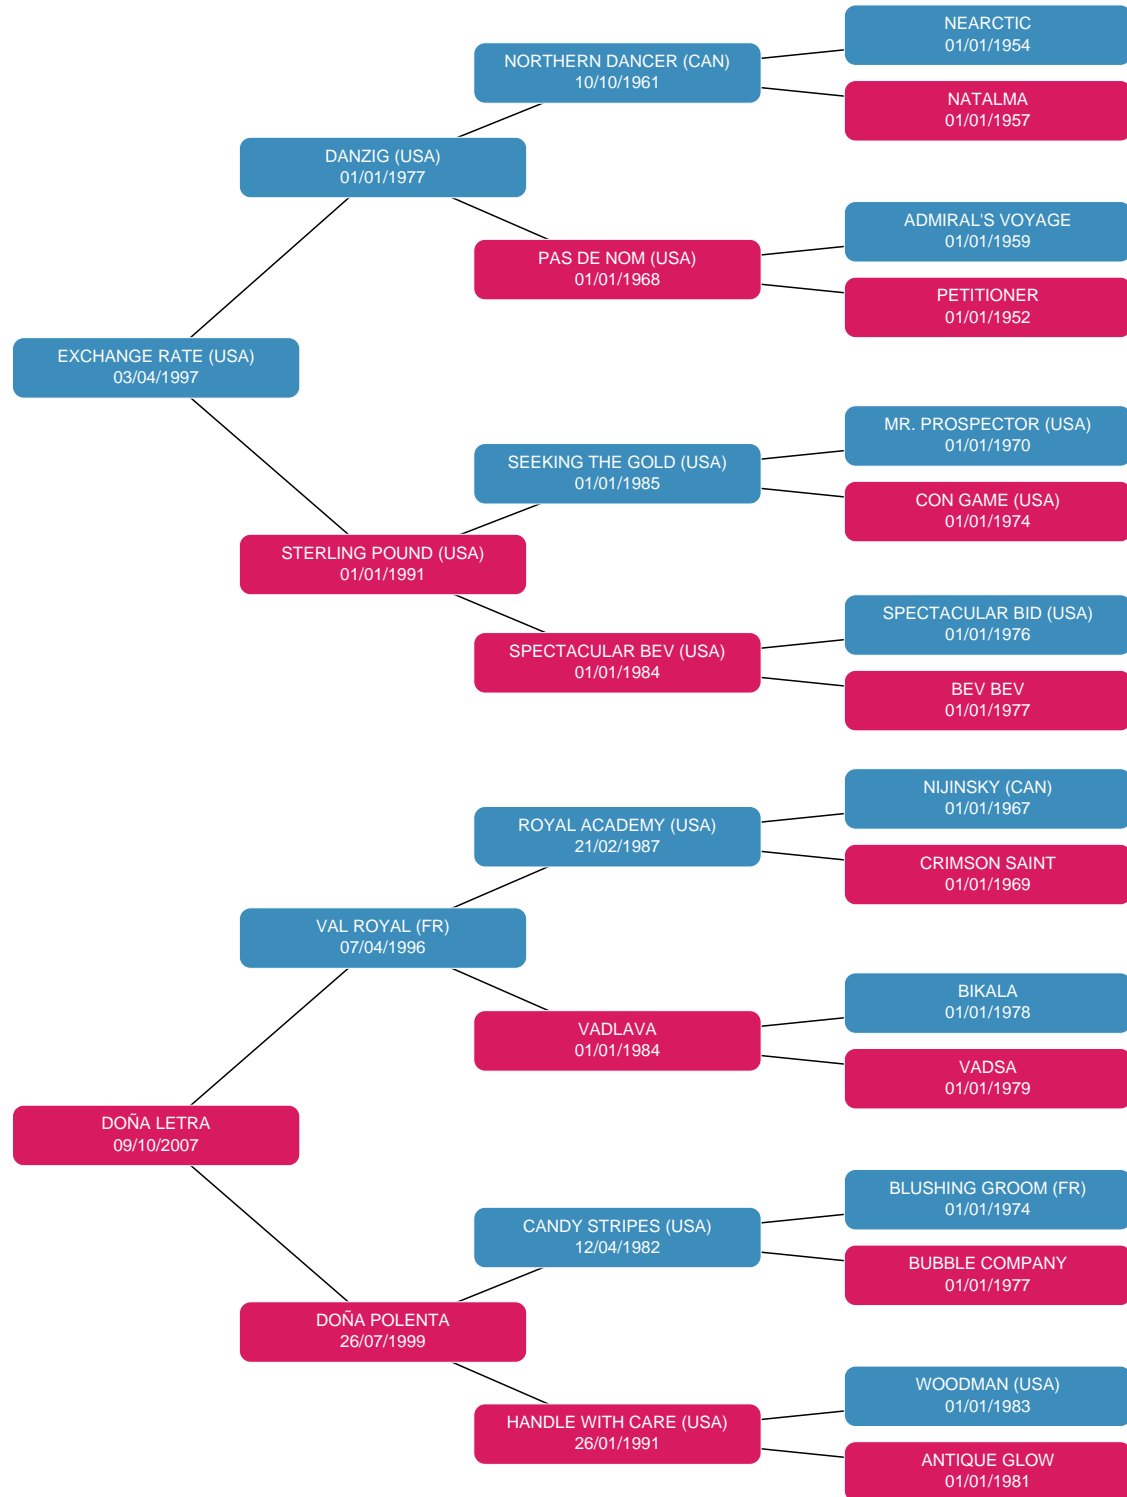 NEARCTIC
01/01/1954
NORTHERN DANCER (CAN)
10/10/1961
NATALMA
01/01/1957
DANZIG (USA)
01/01/1977
ADMIRAL'S VOYAGE
01/01/1959
PAS DE NOM (USA)
01/01/1968
PETITIONER
01/01/1952
EXCHANGE RATE (USA)
03/04/1997
MR. PROSPECTOR (USA)
01/01/1970
SEEKING THE GOLD (USA)
01/01/1985
CON GAME (USA)
01/01/1974
STERLING POUND (USA)
01/01/1991
SPECTACULAR BID (USA)
01/01/1976
SPECTACULAR BEV (USA)
01/01/1984
BEV BEV
01/01/1977
NIJINSKY (CAN)
01/01/1967
ROYAL ACADEMY (USA)
21/02/1987
CRIMSON SAINT
01/01/1969
VAL ROYAL (FR)
07/04/1996
BIKALA
01/01/1978
VADLAVA
01/01/1984
VADSA
01/01/1979
DOÑA LETRA
09/10/2007
BLUSHING GROOM (FR)
01/01/1974
CANDY STRIPES (USA)
12/04/1982
BUBBLE COMPANY
01/01/1977
DOÑA POLENTA
26/07/1999
WOODMAN (USA)
01/01/1983
HANDLE WITH CARE (USA)
26/01/1991
ANTIQUE GLOW
01/01/1981